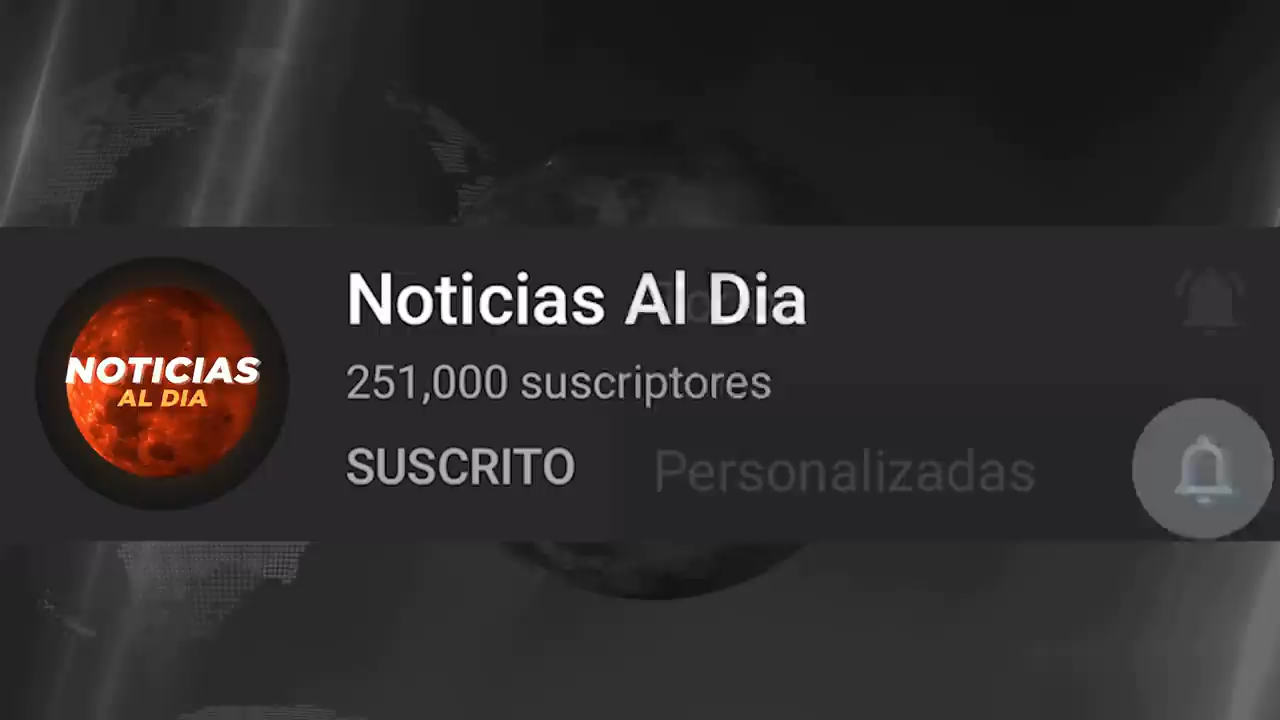 Noticias Al Dia
251,000 suscriptores
SUSCRITO
Personalizadas
NOTICIAS
AL DIA